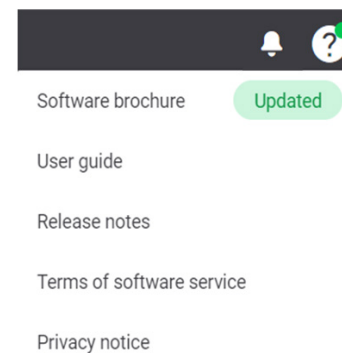 ?
Software brochure Updated
User guide
Release notes
Terms of software service
Privacy notice